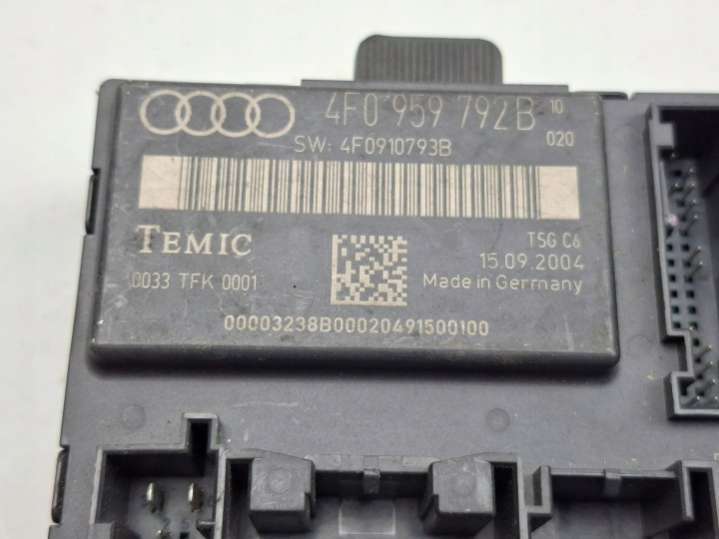 4F0 959 792B 10
020
SW: 4F0910793B
TEMIC
TSG C6
15.09.2004
0033 TFK 0001
Made in Germany
00003238B00020491500100